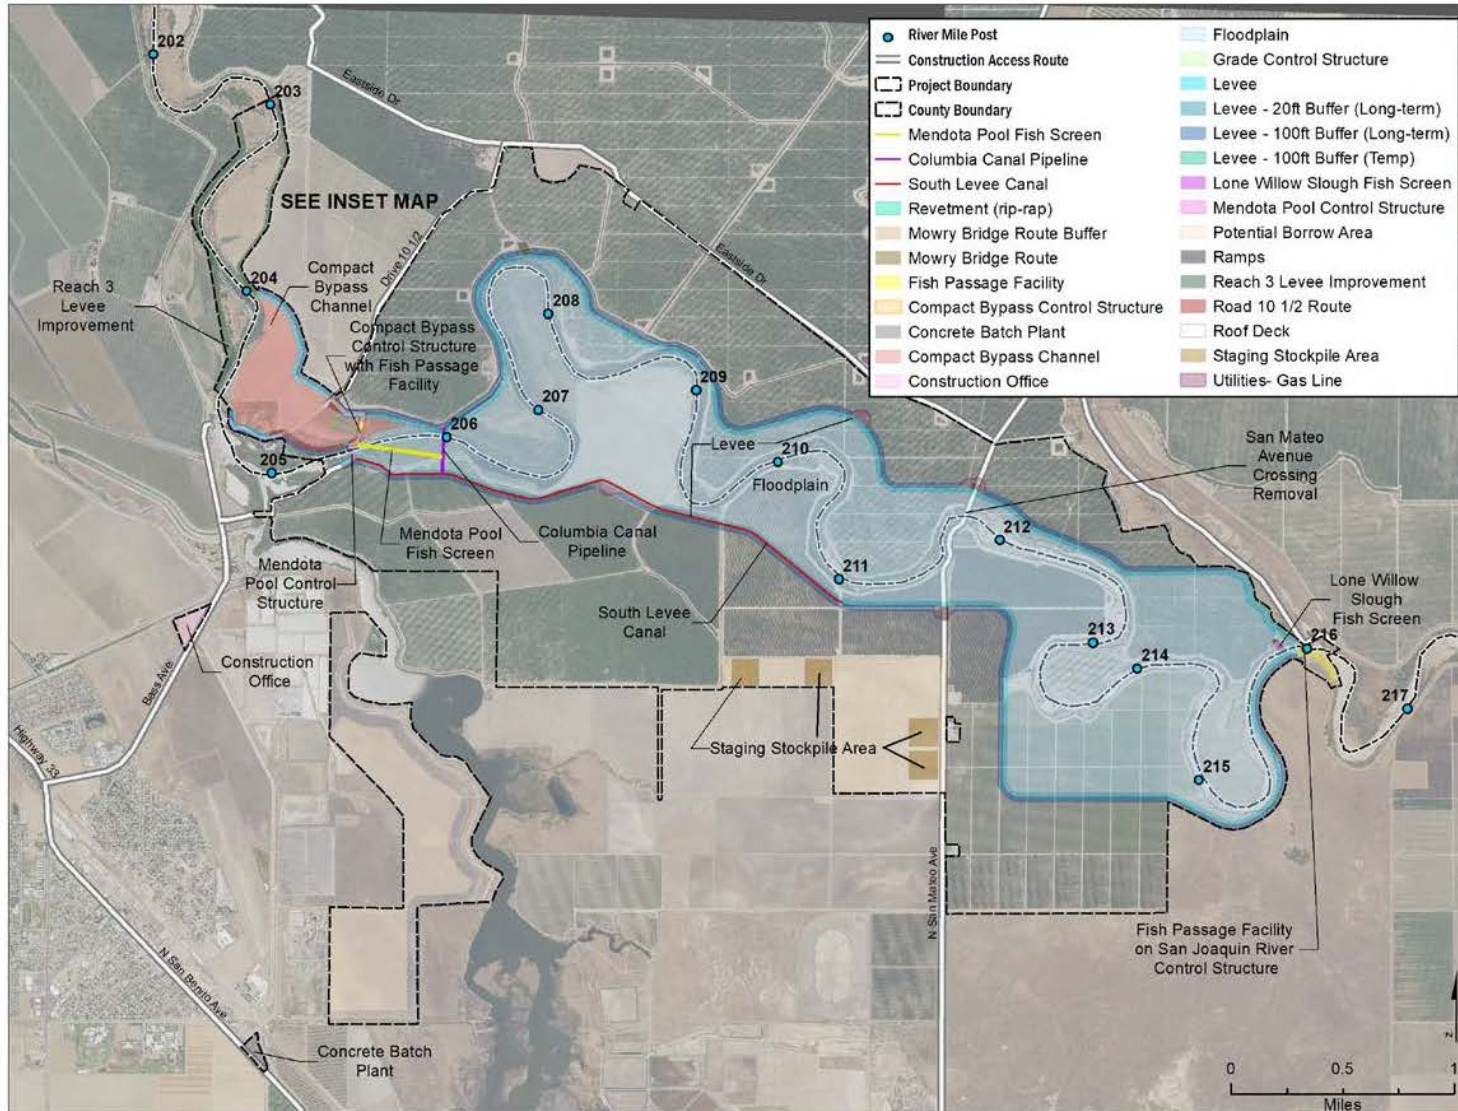 202
203
Eastside Dr
SEE INSET MAP
Drive 10 1/2
204
Compact
Bypass
Channel
Reach 3
Levee
Improvement
Compact Bypass
Control Structure
with Fish Passage
Facility
208
Eastside Dr
209
207
206
205
Levee
210
Floodplain
San Mateo
Avenue
Crossing
Removal
212
Mendota Pool
Fish Screen
Columbia Canal
Pipeline
Mendota
Pool Control
Structure
211
South Levee
Canal
Lone Willow
Slough
Fish Screen
213
214
216
217
Construction
Office
Bass Ave
Highway 33
Staging Stockpile Area
215
N San Mateo Ave
Fish Passage Facility
on San Joaquin River
Control Structure
N San Benito Ave
Concrete Batch
Plant
River Mile Post
Construction Access Route
Project Boundary
County Boundary
Mendota Pool Fish Screen
Columbia Canal Pipeline
South Levee Canal
Revetment (rip-rap)
Mowry Bridge Route Buffer
Mowry Bridge Route
Fish Passage Facility
Compact Bypass Control Structure
Concrete Batch Plant
Compact Bypass Channel
Construction Office
Floodplain
Grade Control Structure
Levee
Levee - 20ft Buffer (Long-term)
Levee - 100ft Buffer (Long-term)
Levee - 100ft Buffer (Temp)
Lone Willow Slough Fish Screen
Mendota Pool Control Structure
Potential Borrow Area
Ramps
Reach 3 Levee Improvement
Road 10 1/2 Route
Roof Deck
Staging Stockpile Area
Utilities- Gas Line
N
0 0.5 1
Miles